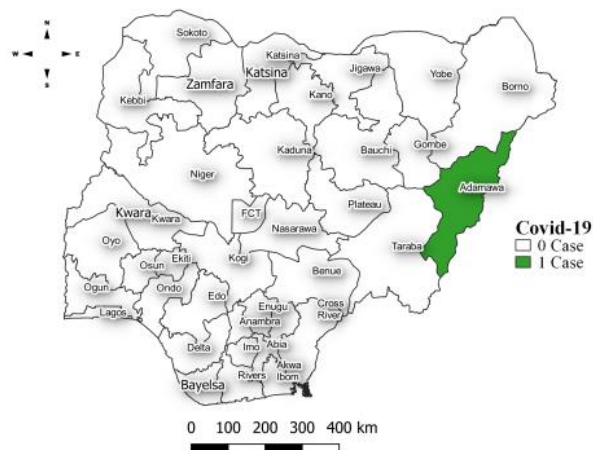 N
W E
S
Sokoto
Katsina
Katsina
Jigawa
Yobe
Borno
Zamfara
Kebbi
Kano
Kaduna
Bauchi
Gombe
Adamawa
Niger
Plateau
FCT
Nasarawa
Taraba
Kwara
Kwara
Oyo
Kogi
Benue
Osun
Ekiti
Ogun
Ondo
Edo
Lagos
Enugu
Anambra
Cross
River
Delta
Imo
Abia
Akwa
Ibom
Rivers
Bayelsa
Covid-19
0 Case
1 Case
0 100 200 300 400 km